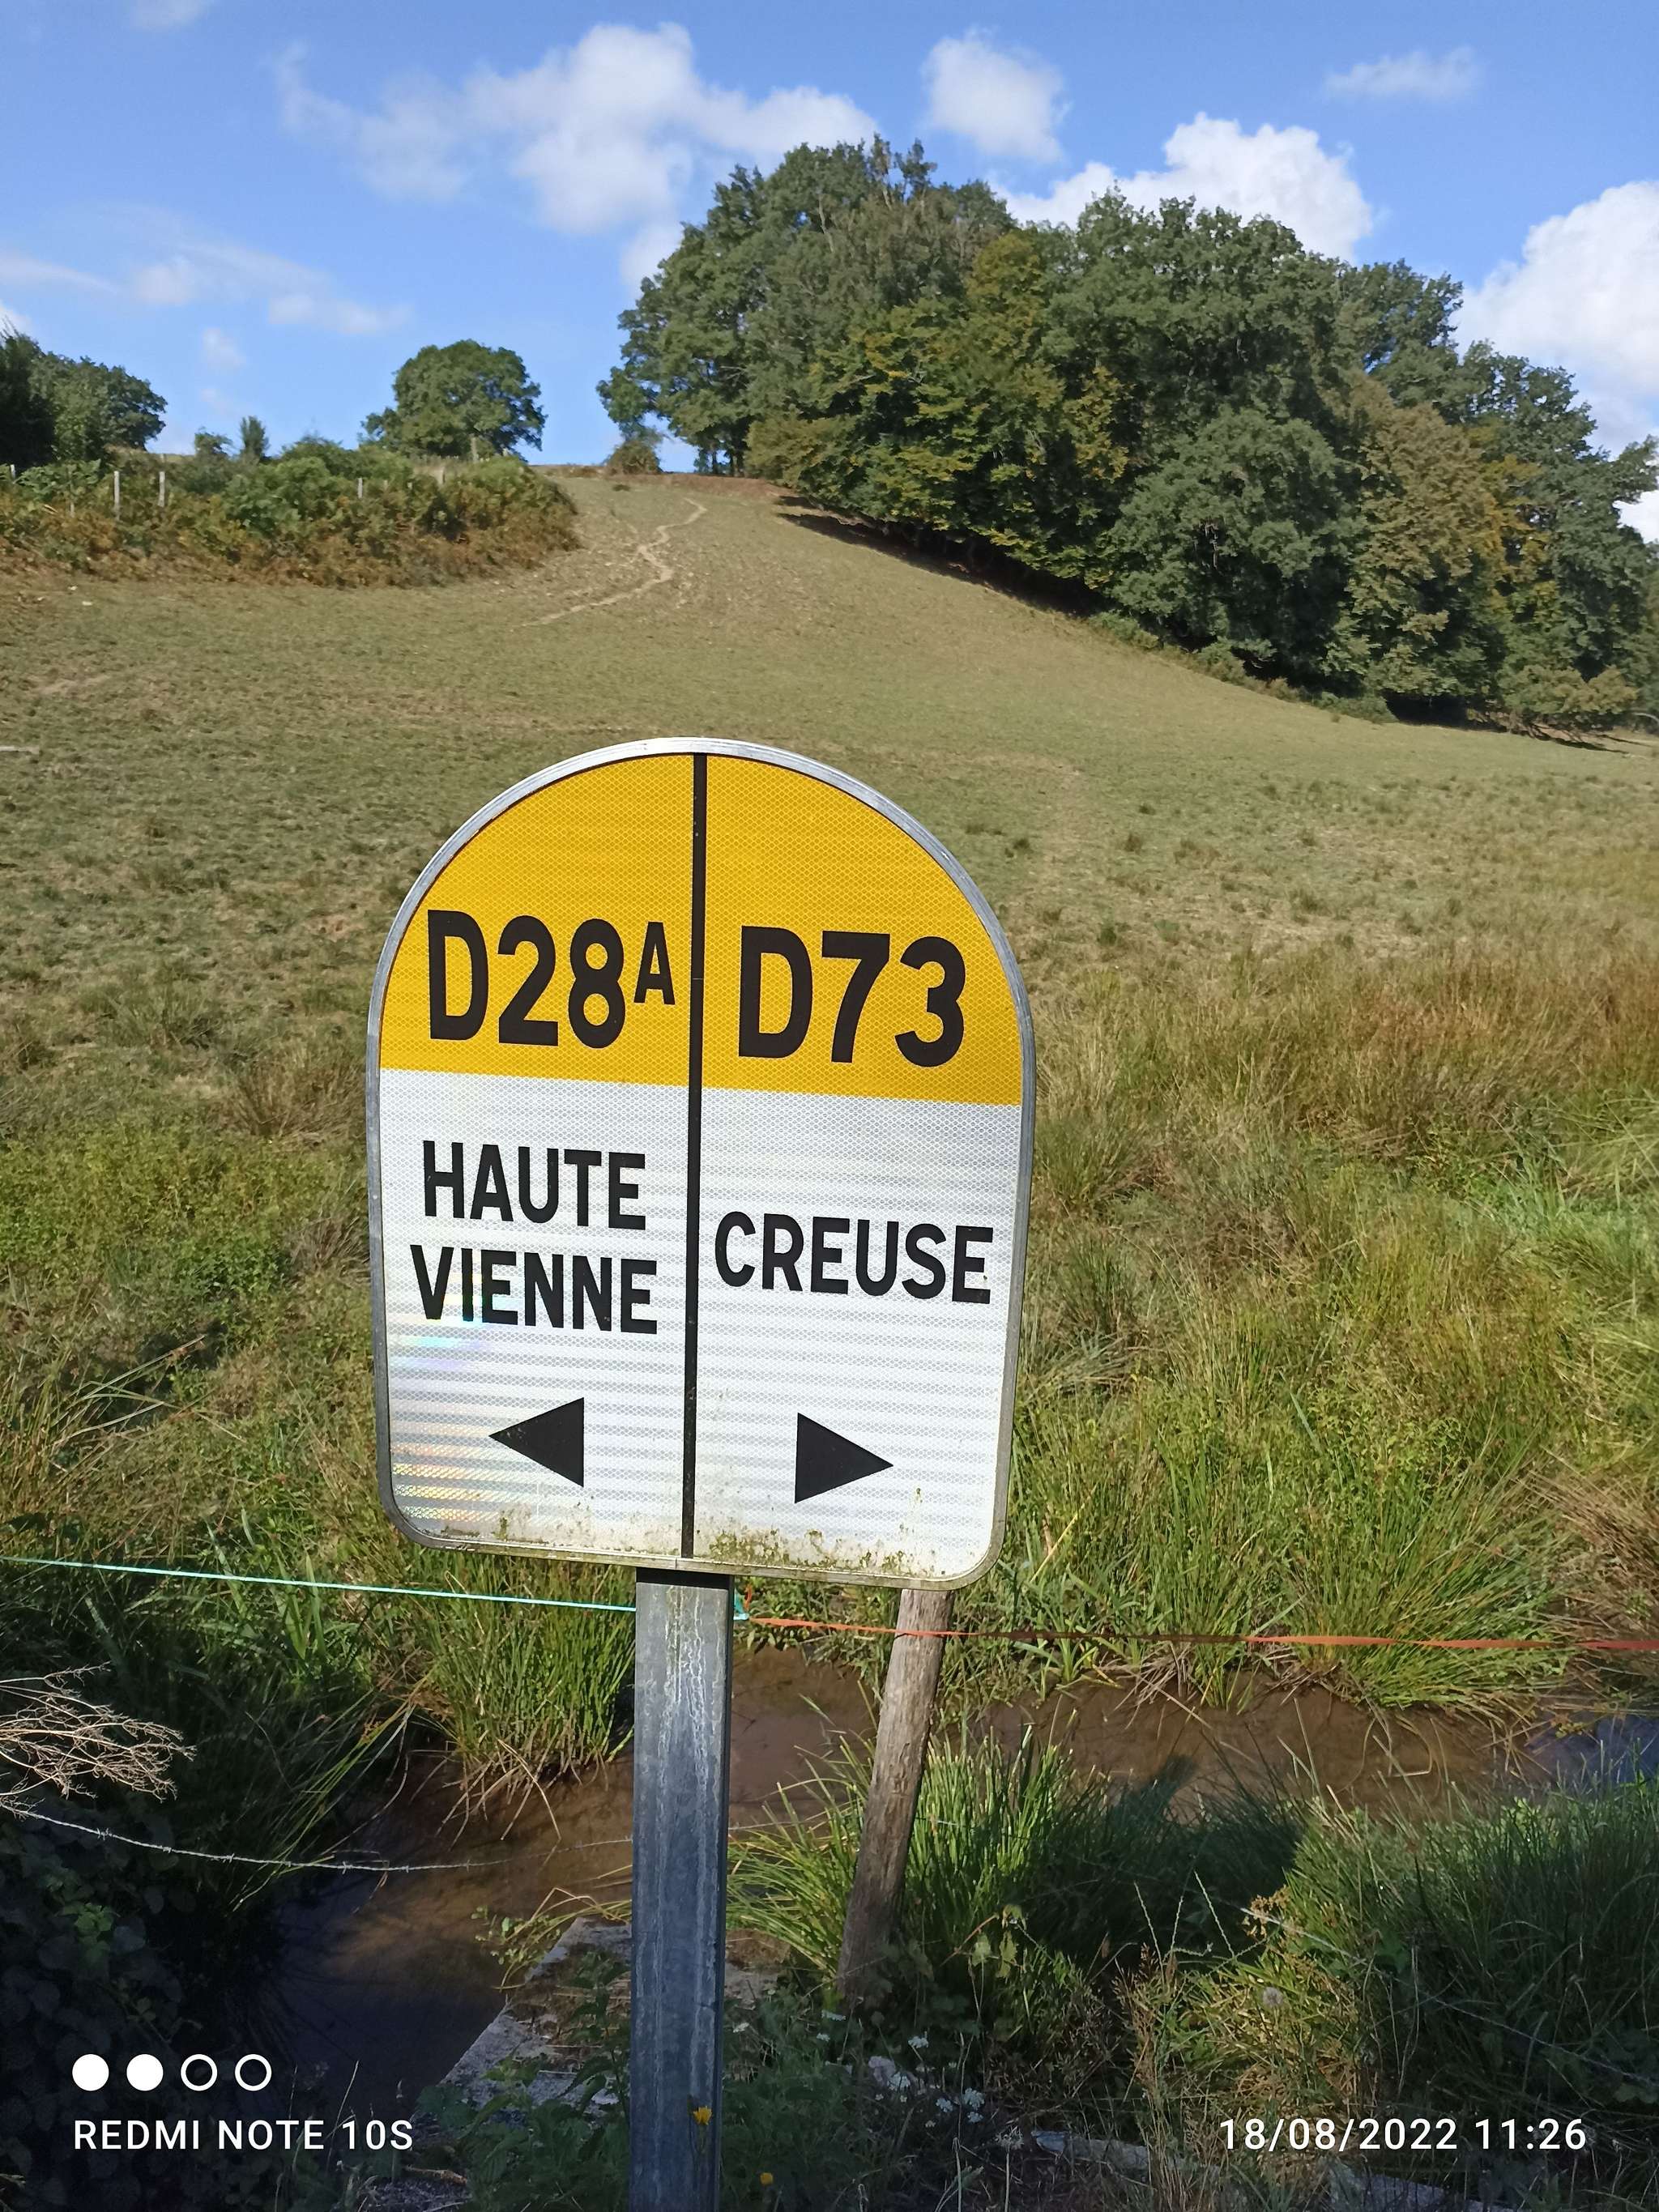 D28A D73
HAUTE
VIENNE
CREUSE
REDMI NOTE 10S
18/08/2022 11:26